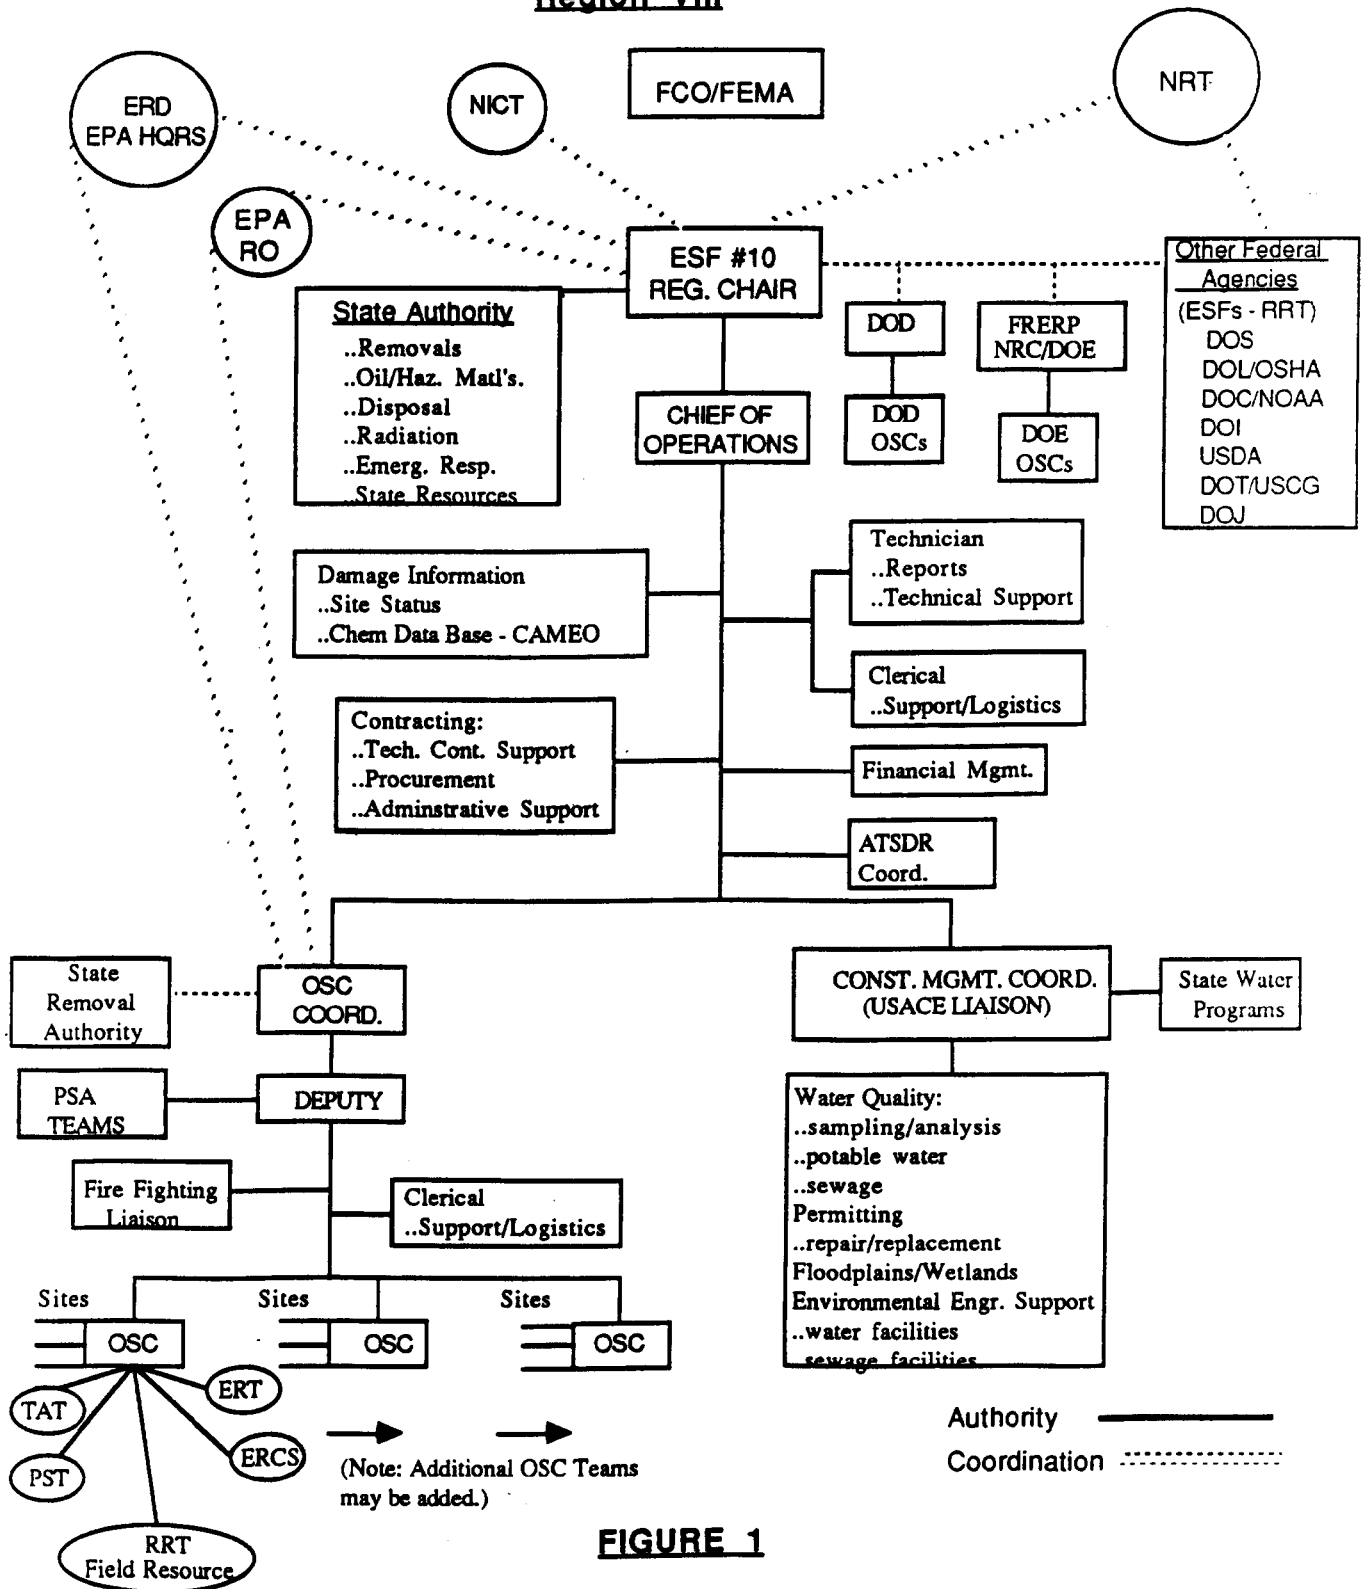 Region VIII
ERD
EPA HQRS
NICT
FCO/FEMA
NRT
EPA
RO
ESF #10
REG. CHAIR
Other Federal
Agencies
(ESFs - RRT)
DOS
DOL/OSHA
DOC/NOAA
DOI
USDA
DOT/USCG
DOJ
State Authority
..Removals
..Oil/Haz. Matl's.
..Disposal
..Radiation
..Emerg. Resp.
..State Resources
DOD
FRERP
NRC/DOE
CHIEF OF
OPERATIONS
DOD
OSCs
DOE
OSCs
Damage Information
..Site Status
..Chem Data Base - CAMEO
Technician
..Reports
..Technical Support
Clerical
..Support/Logistics
Contracting:
..Tech. Cont. Support
..Procurement
..Adminstrative Support
Financial Mgmt.
ATSDR
Coord.
State
Removal
Authority
OSC
COORD.
CONST. MGMT. COORD.
(USACE LIAISON)
State Water
Programs
PSA
TEAMS
DEPUTY
Water Quality:
..sampling/analysis
..potable water
..sewage
Permitting
..repair/replacement
Floodplains/Wetlands
Environmental Engr. Support
..water facilities
..sewage facilities
Fire Fighting
Liaison
Clerical
..Support/Logistics
Sites
Sites
Sites
OSC
OSC
OSC
TAT
ERT
PST
ERCS
RRT
Field Resource
(Note: Additional OSC Teams
may be added.)
Authority
Coordination
FIGURE 1